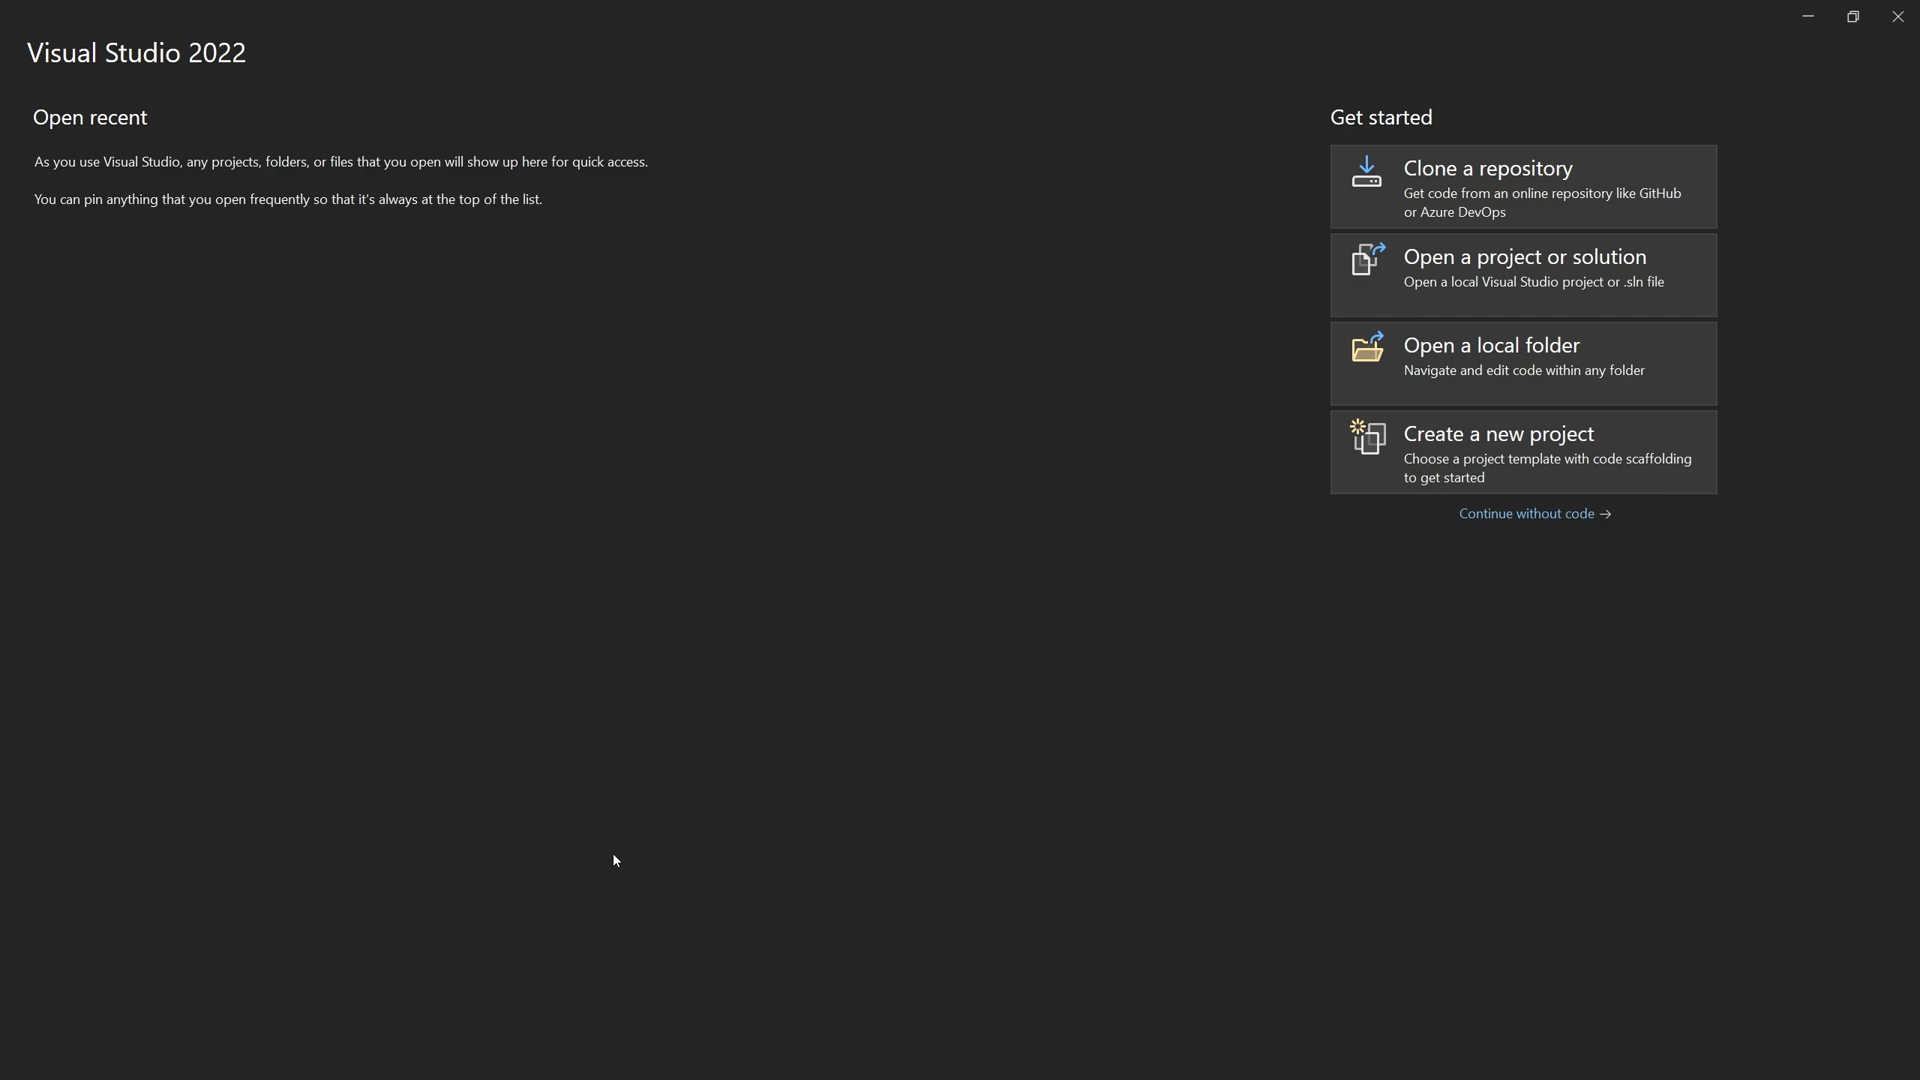 Visual Studio 2022
Open recent
As you use Visual Studio, any projects, folders, or files that you open will show up here for quick access.
You can pin anything that you open frequently so that it's always at the top of the list.
Get started
Clone a repository
Get code from an online repository like GitHub
or Azure DevOps
Open a project or solution
Open a local Visual Studio project or .sln file
Open a local folder
Navigate and edit code within any folder
Create a new project
Choose a project template with code scaffolding
to get started
Continue without code →